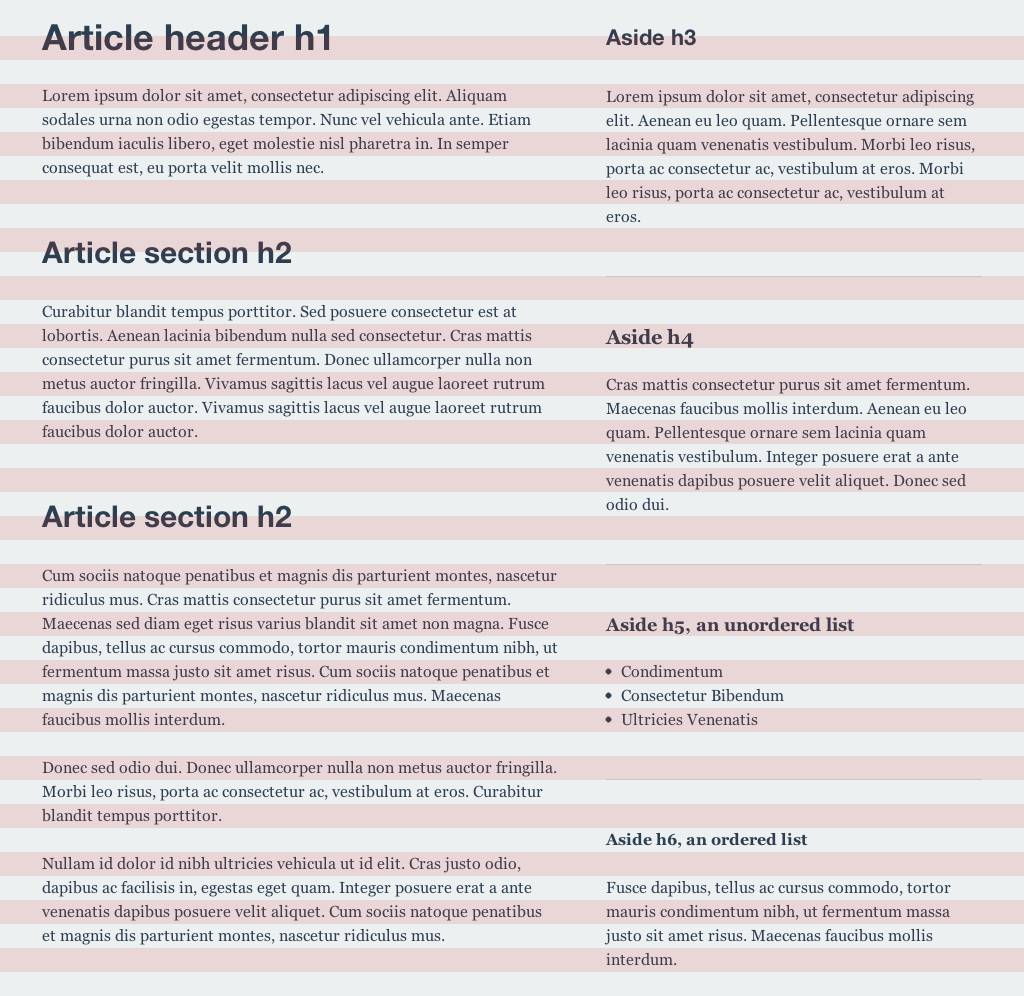 Article header h1
Lorem ipsum dolor sit amet, consectetur adipiscing elit. Aliquam
sodales urna non odio egestas tempor. Nunc vel vehicula ante. Etiam
bibendum iaculis libero, eget molestie nisl pharetra in. In semper
consequat est, eu porta velit mollis nec.
Article section h2
Curabitur blandit tempus porttitor. Sed posuere consectetur est at
lobortis. Aenean lacinia bibendum nulla sed consectetur. Cras mattis
consectetur purus sit amet fermentum. Donec ullamcorper nulla non
metus auctor fringilla. Vivamus sagittis lacus vel augue laoreet rutrum
faucibus dolor auctor. Vivamus sagittis lacus vel augue laoreet rutrum
faucibus dolor auctor.
Article section h2
Cum sociis natoque penatibus et magnis dis parturient montes, nascetur
ridiculus mus. Cras mattis consectetur purus sit amet fermentum.
Maecenas sed diam eget risus varius blandit sit amet non magna. Fusce
dapibus, tellus ac cursus commodo, tortor mauris condimentum nibh, ut
fermentum massa justo sit amet risus. Cum sociis natoque penatibus et
magnis dis parturient montes, nascetur ridiculus mus. Maecenas
faucibus mollis interdum.
Donec sed odio dui. Donec ullamcorper nulla non metus auctor fringilla.
Morbi leo risus, porta ac consectetur ac, vestibulum at eros. Curabitur
blandit tempus porttitor.
Nullam id dolor id nibh ultricies vehicula ut id elit. Cras justo odio,
dapibus ac facilisis in, egestas eget quam. Integer posuere erat a ante
venenatis dapibus posuere velit aliquet. Cum sociis natoque penatibus
et magnis dis parturient montes, nascetur ridiculus mus.
Aside h3
Lorem ipsum dolor sit amet, consectetur adipiscing
elit. Aenean eu leo quam. Pellentesque ornare sem
lacinia quam venenatis vestibulum. Morbi leo risus,
porta ac consectetur ac, vestibulum at eros. Morbi
leo risus, porta ac consectetur ac, vestibulum at
eros.
Aside h4
Cras mattis consectetur purus sit amet fermentum.
Maecenas faucibus mollis interdum. Aenean eu leo
quam. Pellentesque ornare sem lacinia quam
venenatis vestibulum. Integer posuere erat a ante
venenatis dapibus posuere velit aliquet. Donec sed
odio dui.
Aside h5, an unordered list
• Condimentum
• Consectetur Bibendum
• Ultricies Venenatis
Aside h6, an ordered list
Fusce dapibus, tellus ac cursus commodo, tortor
mauris condimentum nibh, ut fermentum massa
justo sit amet risus. Maecenas faucibus mollis
interdum.